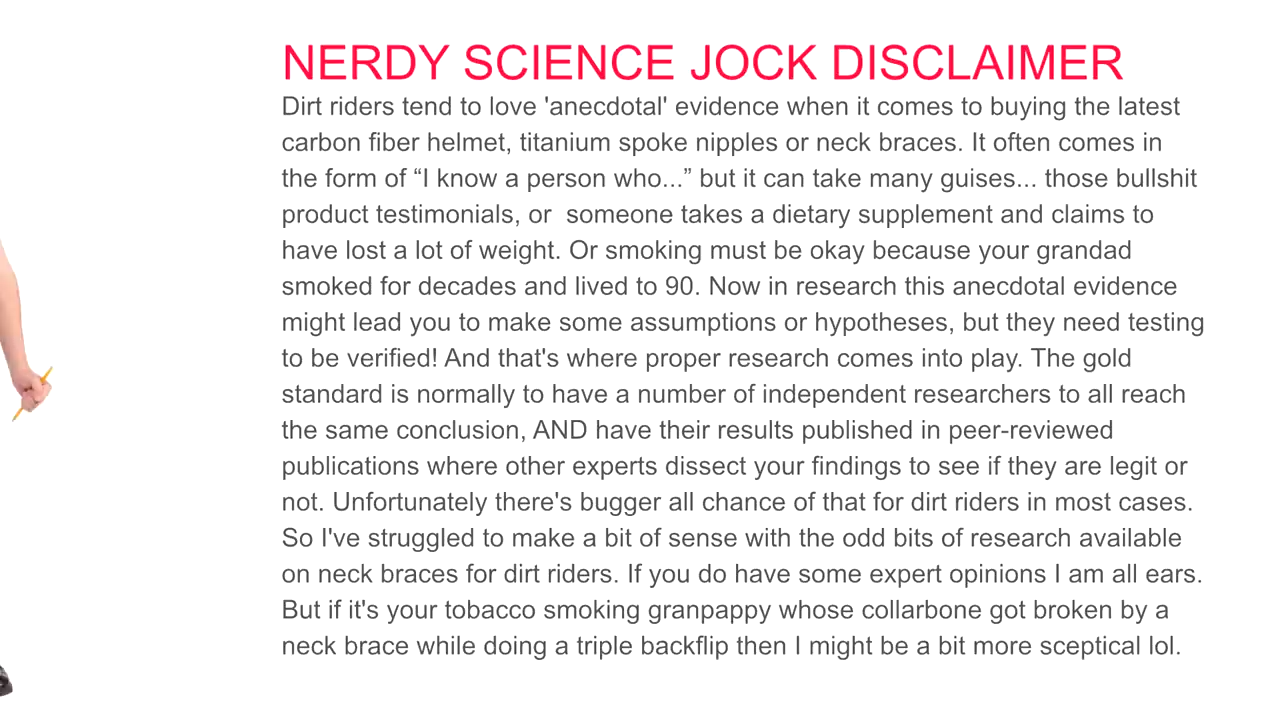 NERDY SCIENCE JOCK DISCLAIMER
Dirt riders tend to love 'anecdotal' evidence when it comes to buying the latest
carbon fiber helmet, titanium spoke nipples or neck braces. It often comes in
the form of “I know a person who...” but it can take many guises... those bullshit
product testimonials, or  someone takes a dietary supplement and claims to
have lost a lot of weight. Or smoking must be okay because your grandad
smoked for decades and lived to 90. Now in research this anecdotal evidence
might lead you to make some assumptions or hypotheses, but they need testing
to be verified! And that's where proper research comes into play. The gold
standard is normally to have a number of independent researchers to all reach
the same conclusion, AND have their results published in peer-reviewed
publications where other experts dissect your findings to see if they are legit or
not. Unfortunately there's bugger all chance of that for dirt riders in most cases.
So I've struggled to make a bit of sense with the odd bits of research available
on neck braces for dirt riders. If you do have some expert opinions I am all ears.
But if it's your tobacco smoking granpappy whose collarbone got broken by a
neck brace while doing a triple backflip then I might be a bit more sceptical lol.